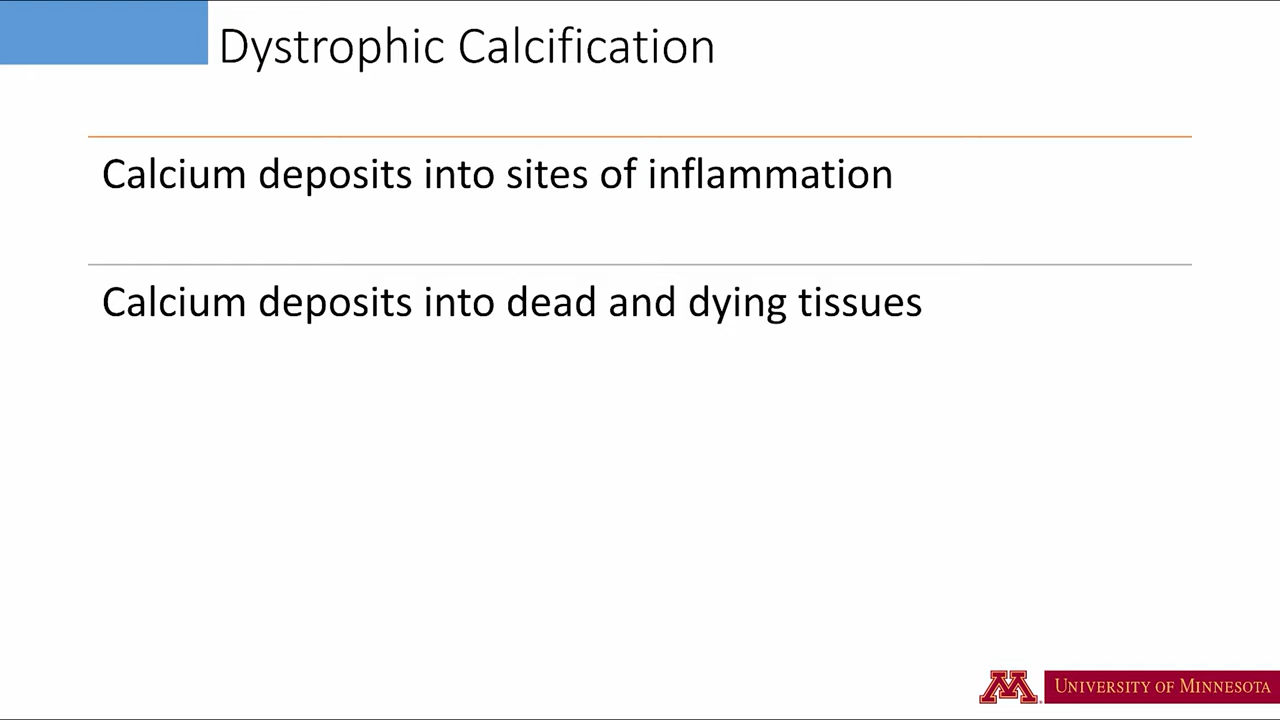 Dystrophic Calcification
Calcium deposits into sites of inflammation
Calcium deposits into dead and dying tissues
M
UNIVERSITY OF MINNESOTA